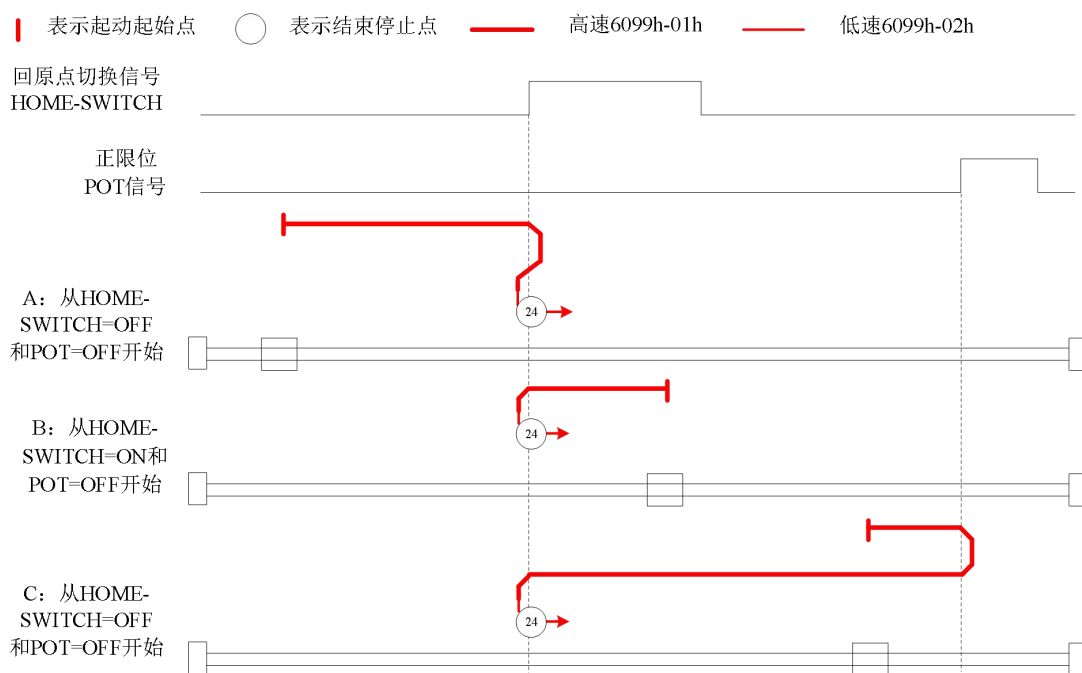 表示起动起始点 表示结束停止点 高速6099h-01h 低速6099h-02h
回原点切换信号
HOME-SWITCH
正限位
POT信号
24
A：从HOME-
SWITCH=OFF
和POT=OFF开始
24
B：从HOME-
SWITCH=ON和
POT=OFF开始
24
C：从HOME-
SWITCH=OFF
和POT=OFF开始